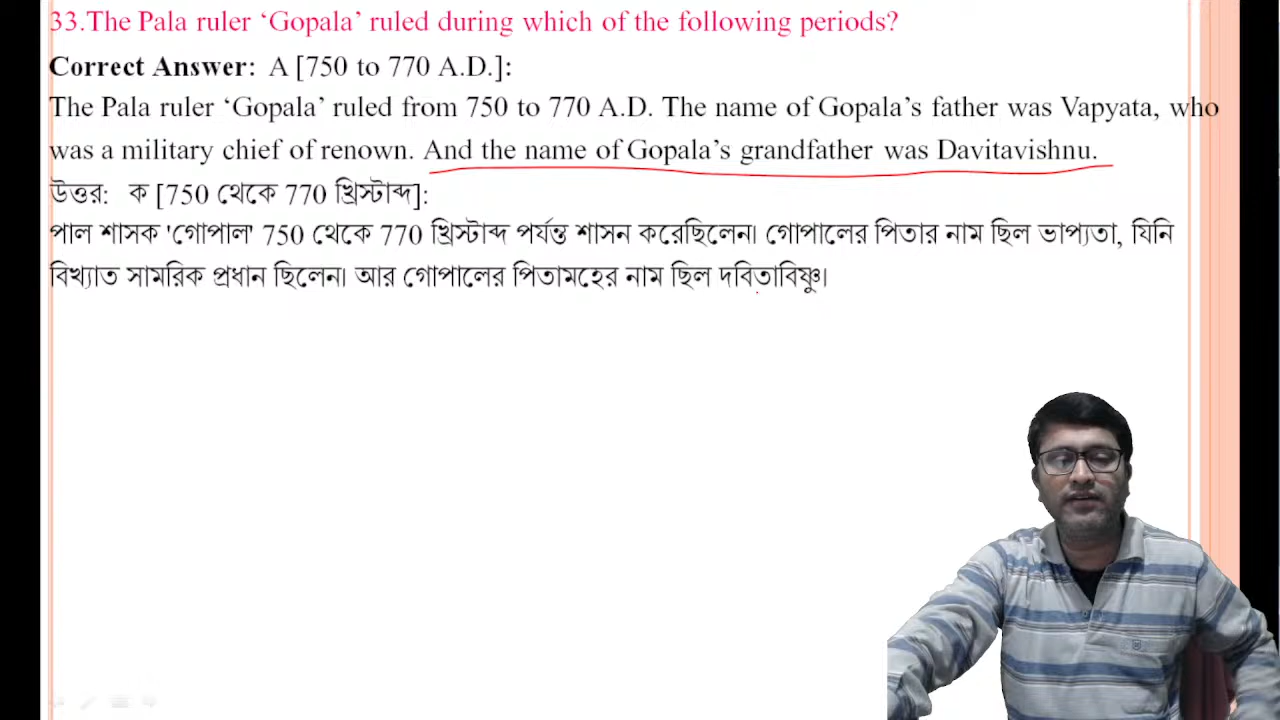 33.The Pala ruler ‘Gopala’ ruled during which of the following periods?
Correct Answer: A [750 to 770 A.D.]:
The Pala ruler ‘Gopala’ ruled from 750 to 770 A.D. The name of Gopala’s father was Vapyata, who
was a military chief of renown. And the name of Gopala’s grandfather was Davitavishnu.
উত্তর: ক [750 থেকে 770 খ্রিস্টাব্দ]:
পাল শাসক 'গোপাল' 750 থেকে 770 খ্রিস্টাব্দ পর্যন্ত শাসন করেছিলেন। গোপালের পিতার নাম ছিল ভাপ্যতা, যিনি
বিখ্যাত সামরিক প্রধান ছিলেন। আর গোপালের পিতামহের নাম ছিল দবিতাবিষ্ণু।